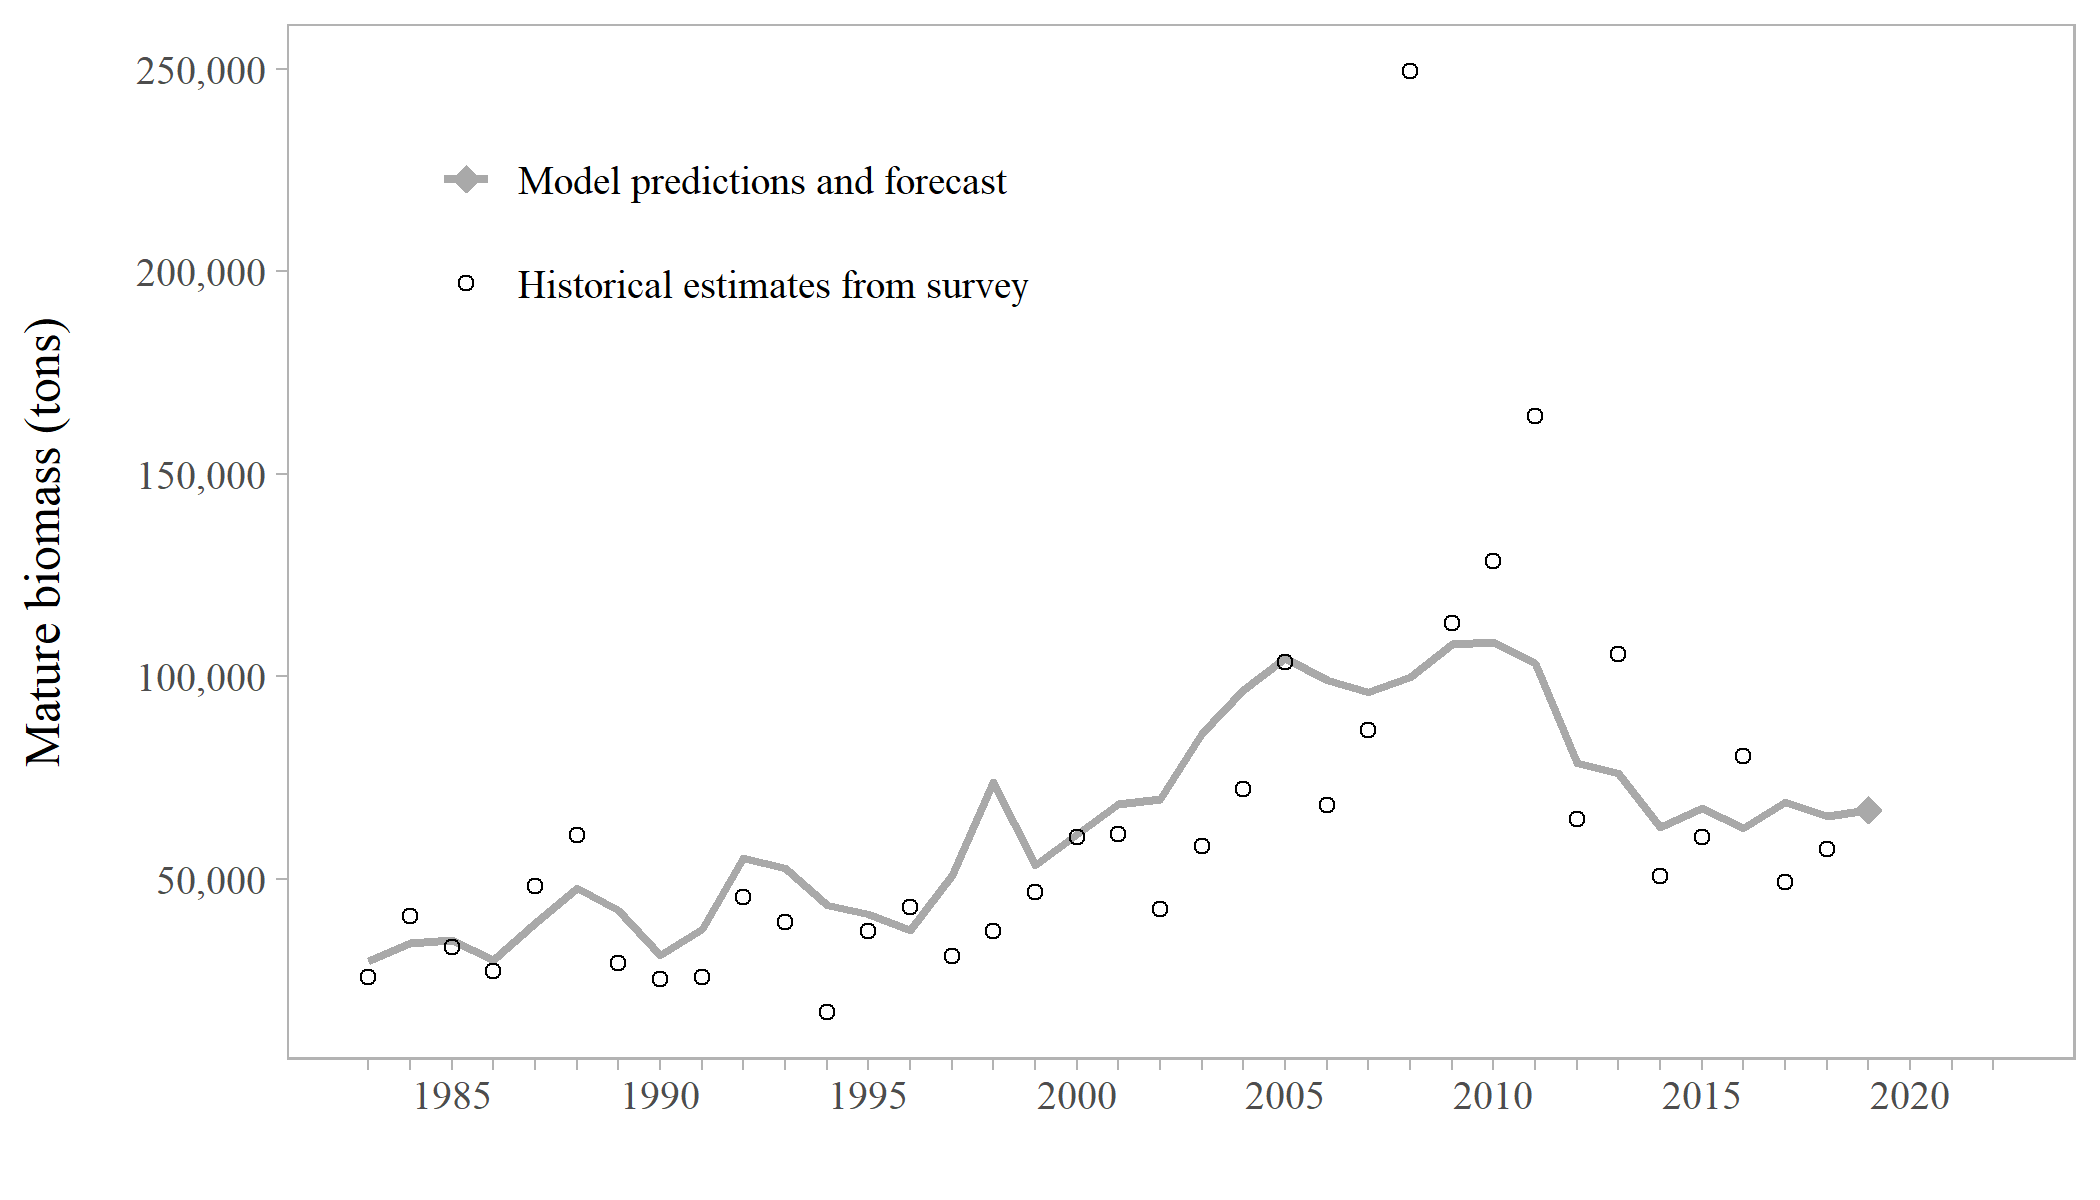 250,000
Model predictions and forecast
200,000
Historical estimates from survey
Mature biomass (tons)
150,000
100,000
50,000
1985 1990 1995 2000 2005 2010 2015 2020